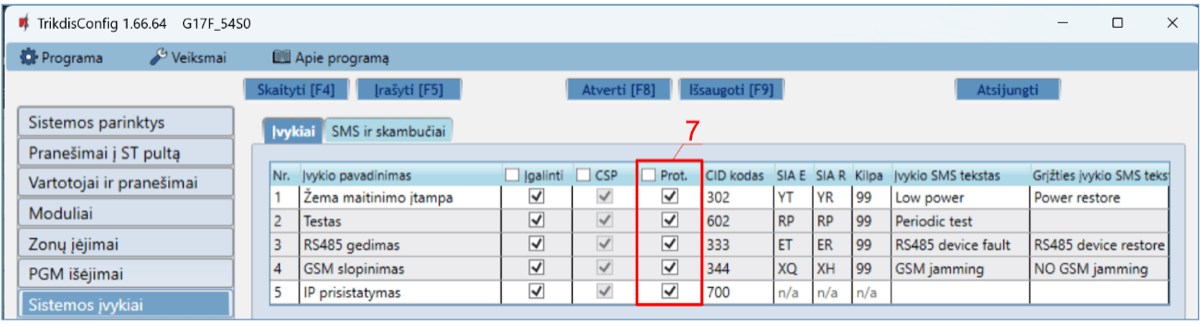 TrikdisConfig 1.66.64 G17F_54S0
Programa Veiksmai Apie programą
Skaityti [F4] Įrašyti [F5] Atverti [F8] Išsaugoti [F9] Atsijungti
Sistemos parinktys
Pranešimai į ST pultą
Vartotojai ir pranešimai
Moduliai
Zonų įėjimai
PGM išėjimai
Sistemos įvykiai
Įvykiai SMS ir skambučiai
7
Nr. Įvykio pavadinimas Įgalinti CSP Prot. CID kodas SIA E SIA R Kilpa Įvykio SMS tekstas Grįžties įvykio SMS teks
1 Žema maitinimo įtampa 302 YT YR 99 Low power Power restore
2 Testas 602 RP RP 99 Periodic test
3 RS485 gedimas 333 ET ER 99 RS485 device fault RS485 device restore
4 GSM slopinimas 344 XQ XH 99 GSM jamming NO GSM jamming
5 IP prisistatymas 700 n/a n/a n/a